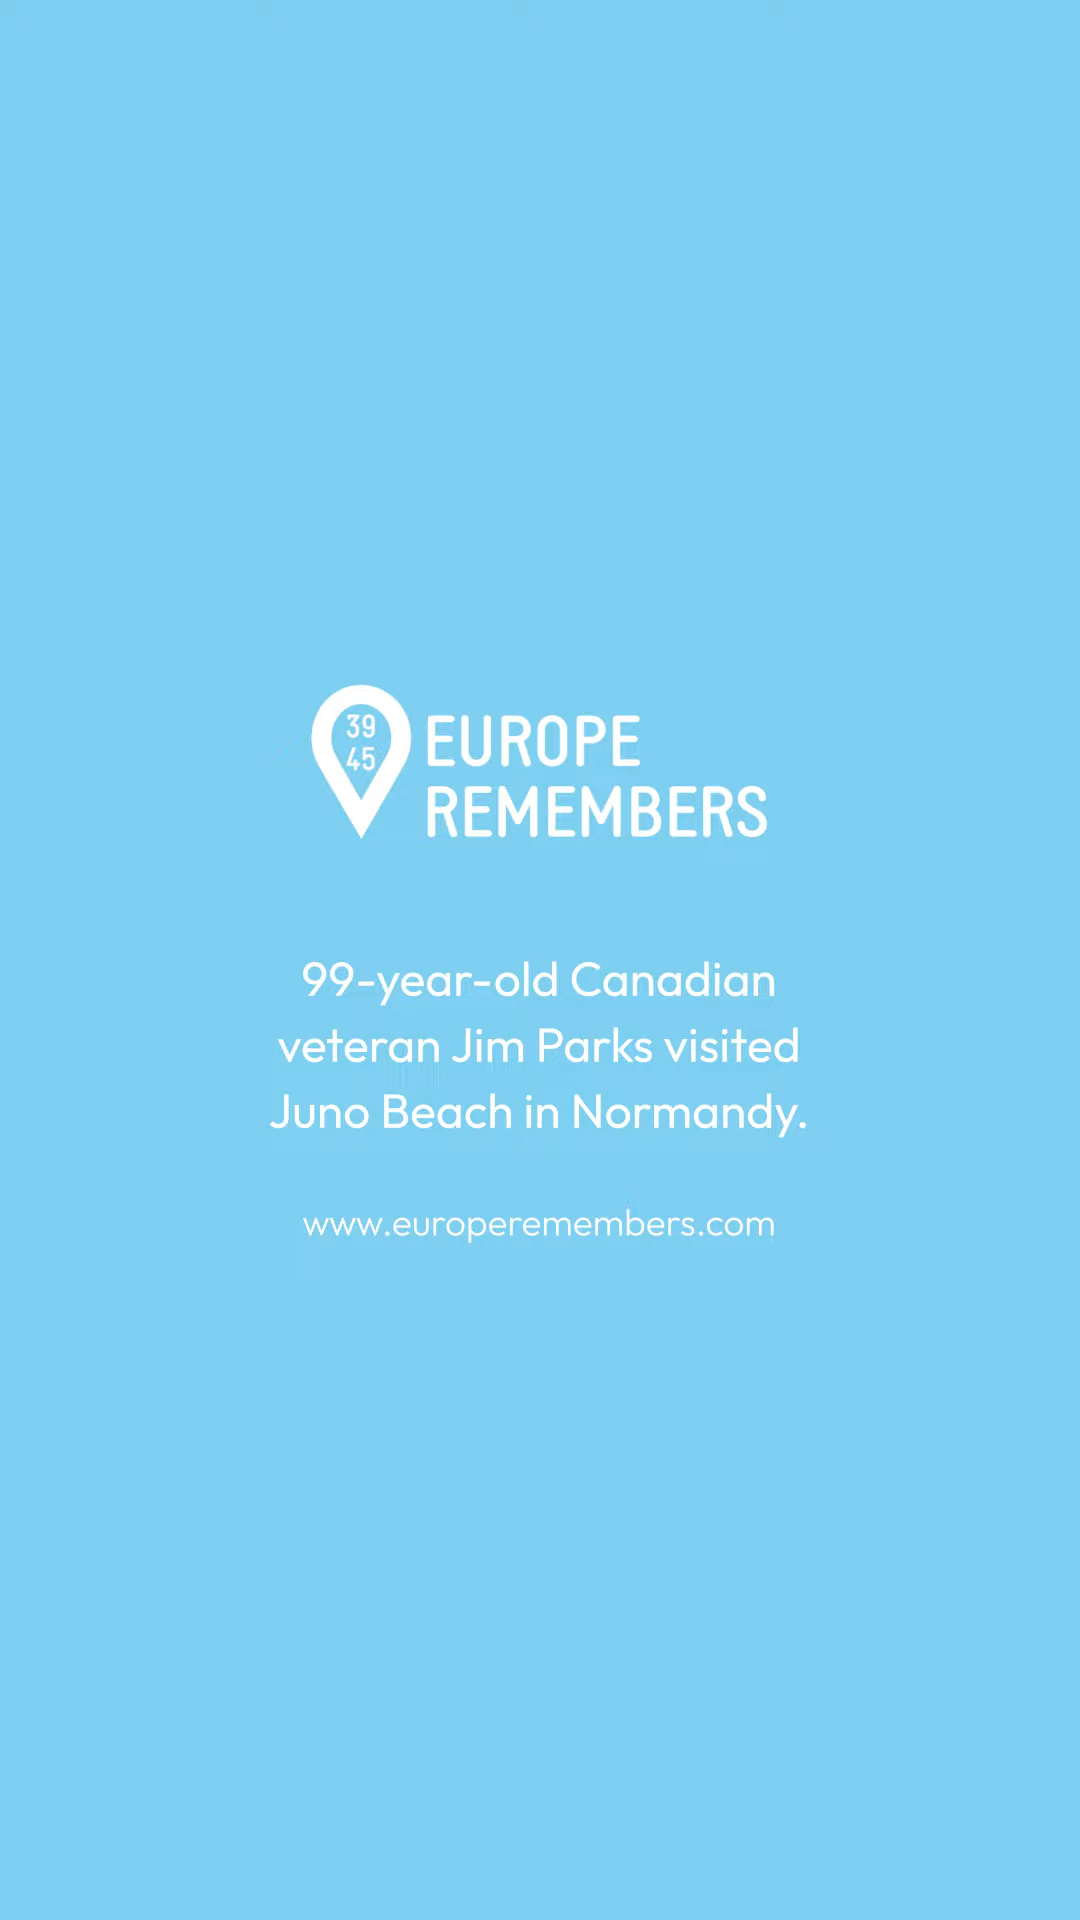 39
45
EUROPE
REMEMBERS
99-year-old Canadian
veteran Jim Parks visited
Juno Beach in Normandy.
www.europeremembers.com